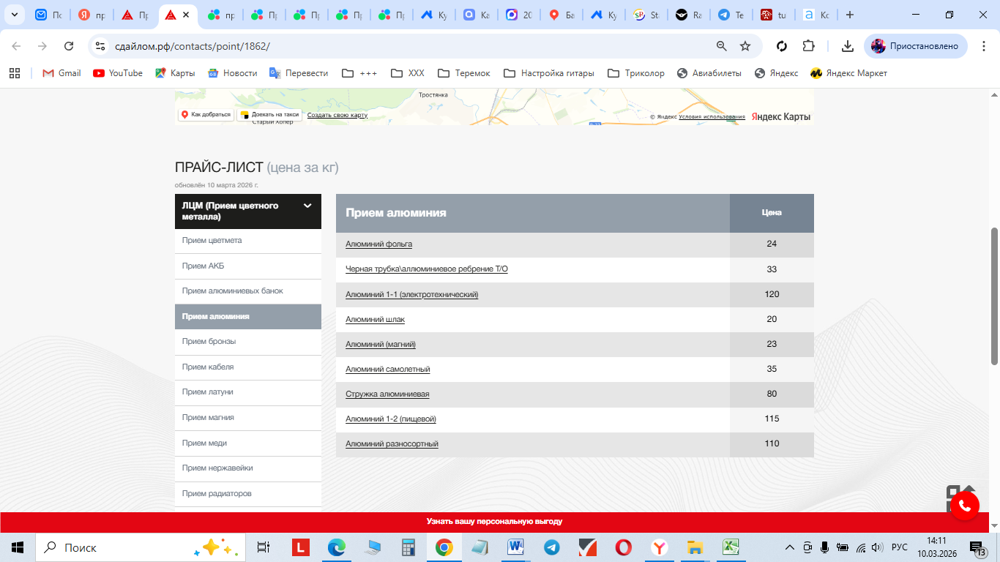 По
пр
Пр
пр
Пр
Пр
Пр
Пр
Ку
Ка
20
Ба
Ку
St
Ra
Те
tu
Кс
сдайлом.рф/contacts/point/1862/
Приостановлено
Gmail
YouTube
Карты
Новости
Перевести
+++
XXX
Теремок
Настройка гитары
Триколор
Авиабилеты
Яндекс
Яндекс Маркет
Тростянка
Как добраться
Доехать на такси
Создать свою карту
Старый Хопер
© Яндекс Условия использования
Яндекс Карты
ПРАЙС-ЛИСТ (цена за кг)
обновлён 10 марта 2026 г.
ЛЦМ (Прием цветного
металла)
Прием цветмета
Прием АКБ
Прием алюминиевых банок
Прием алюминия
Прием бронзы
Прием кабеля
Прием латуни
Прием магния
Прием меди
Прием нержавейки
Прием радиаторов
Прием алюминия Цена
Алюминий фольга 24
Черная трубка\аллюминиевое ребрение Т/О 33
Алюминий 1-1 (электротехнический) 120
Алюминий шлак 20
Алюминий (магний) 23
Алюминий самолетный 35
Стружка алюминиевая 80
Алюминий 1-2 (пищевой) 115
Алюминий разносортный 110
Узнать вашу персональную выгоду
Поиск
L
РУС
14:11
10.03.2026
13